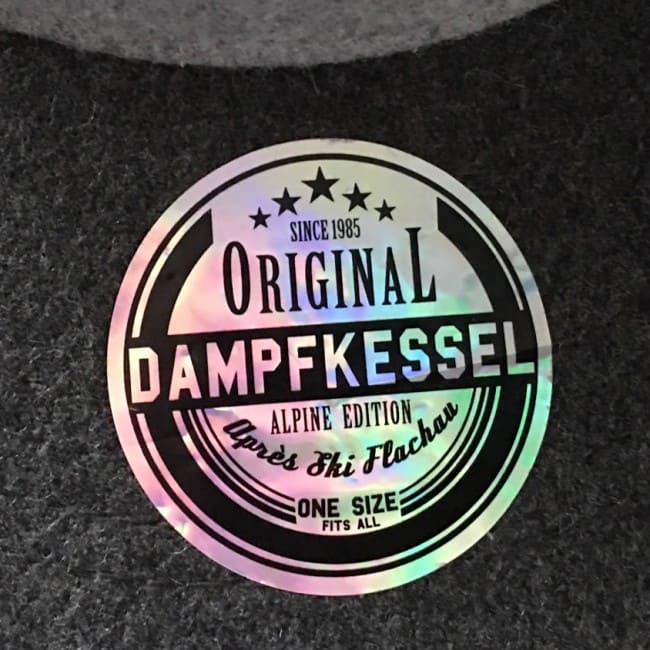 SINCE 1985
ORIGINAL
DAMPFKESSEL
ALPINE EDITION
Après Ski Flachau
ONE SIZE
FITS ALL